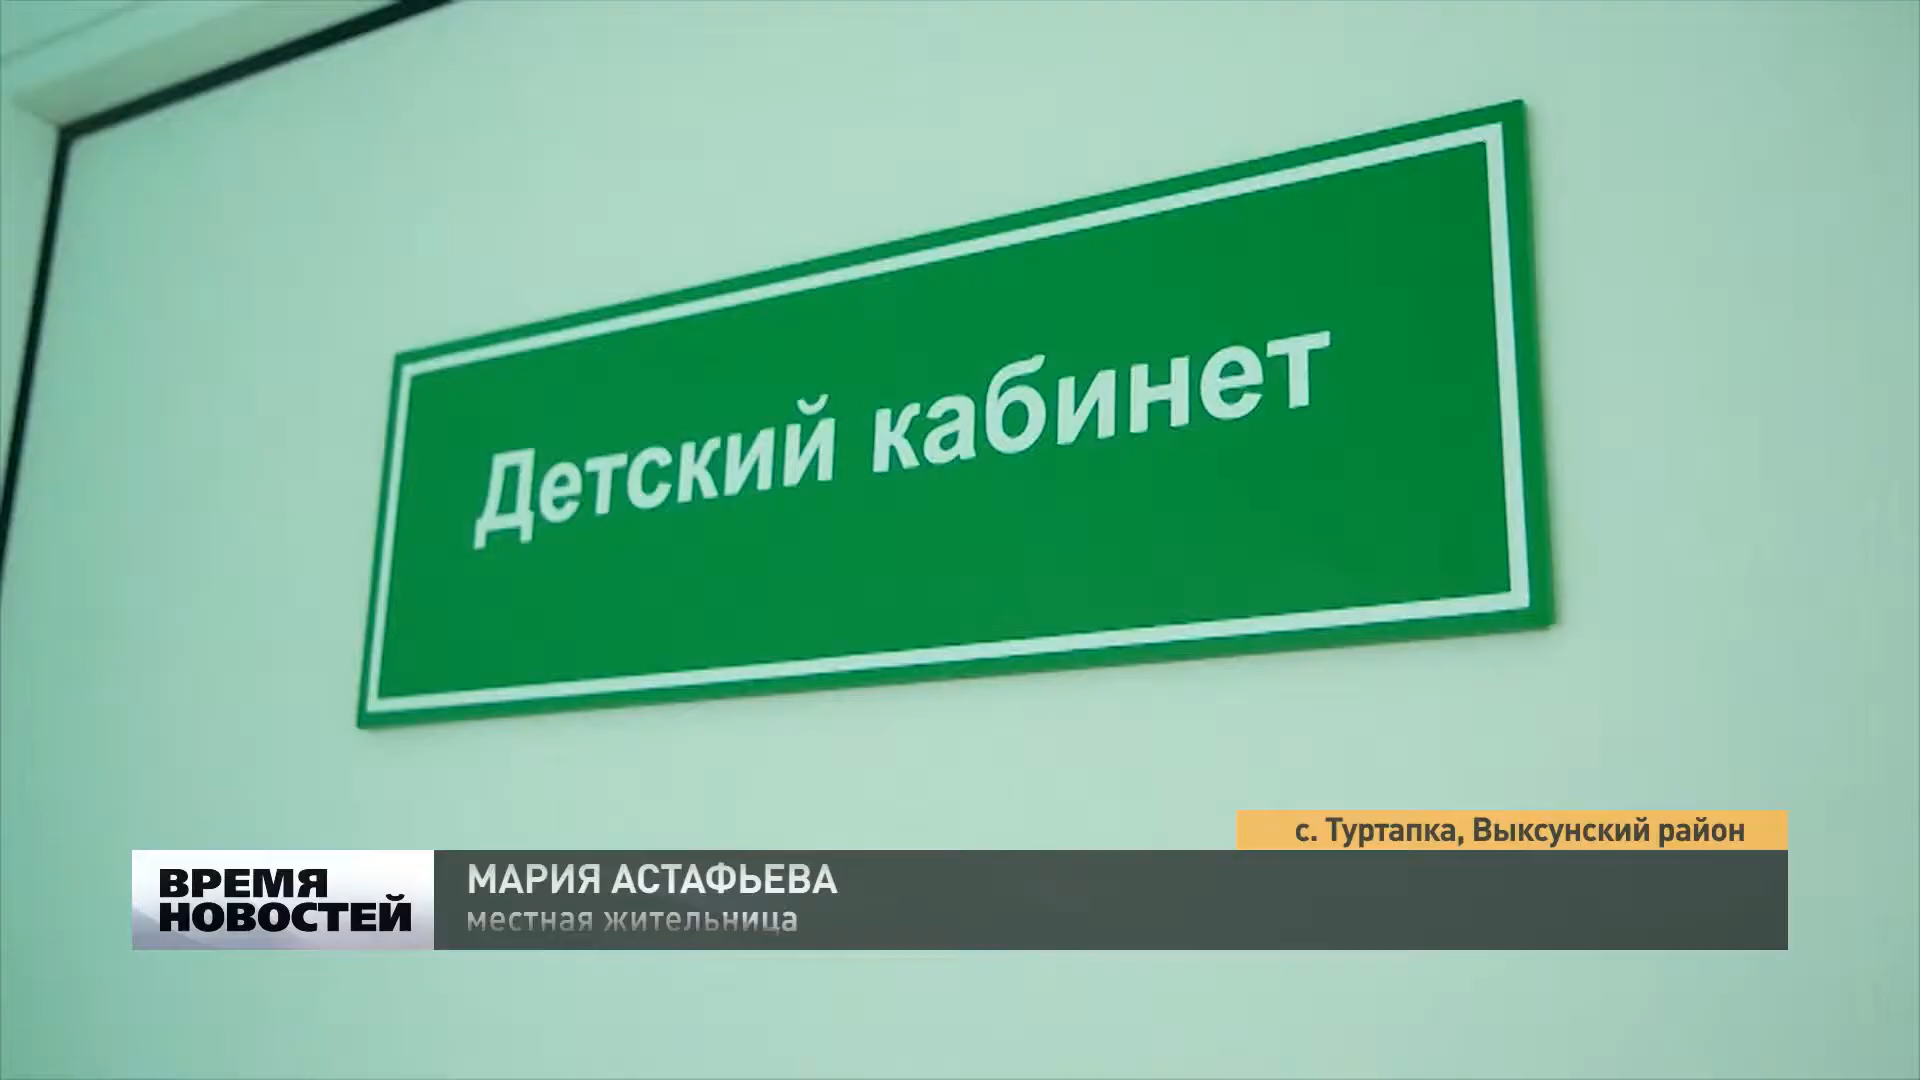 Детский кабинет
с. Туртапка, Выксунский район
ВРЕМЯ
НОВОСТЕЙ
МАРИЯ АСТАФЬЕВА
местная жительница